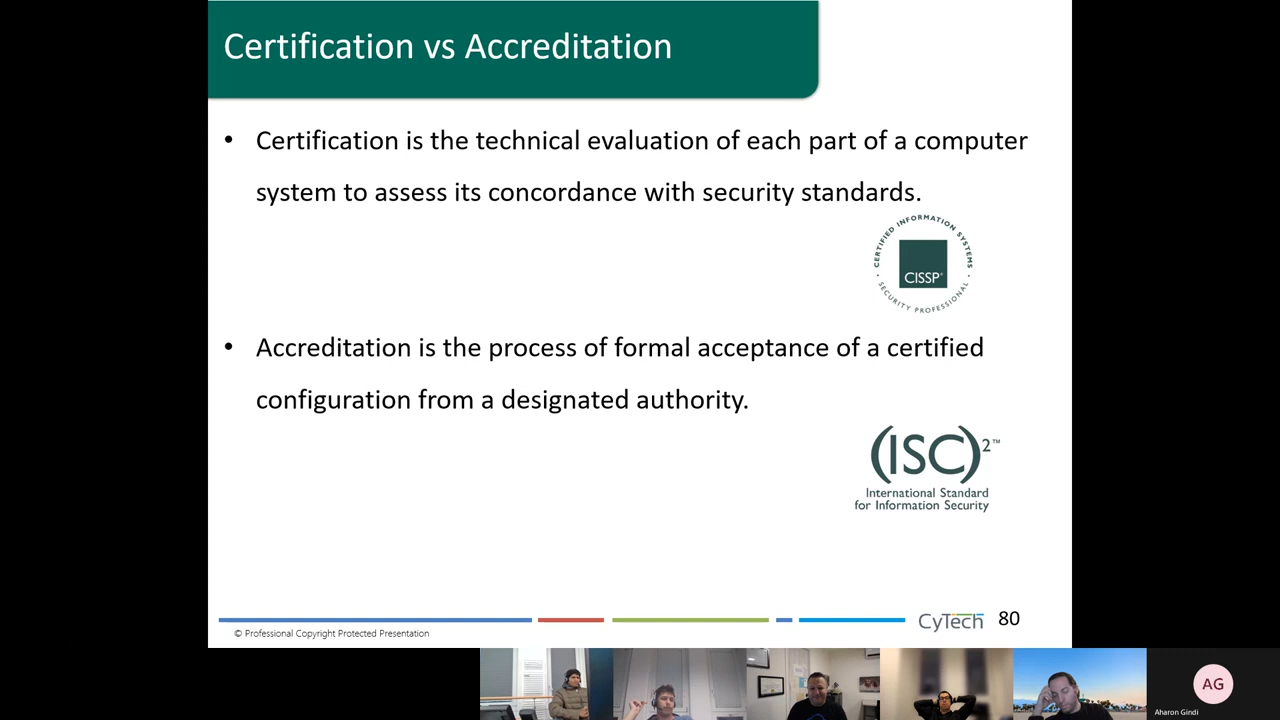 Certification vs Accreditation
• Certification is the technical evaluation of each part of a computer
system to assess its concordance with security standards.
CERTIFIED INFORMATION SYSTEMS
CISSP®
SECURITY PROFESSIONAL
• Accreditation is the process of formal acceptance of a certified
configuration from a designated authority.
(ISC)2™
International Standard
for Information Security
CyTech 80
© Professional Copyright Protected Presentation
AG
Aharon Gindi